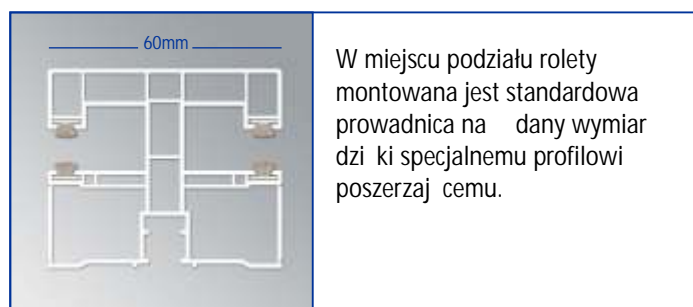 60mm
W miejscu podziału rolety
montowana jest standardowa
prowadnica na dany wymiar
dzi ki specjalnemu profilowi
poszerzaj cemu.